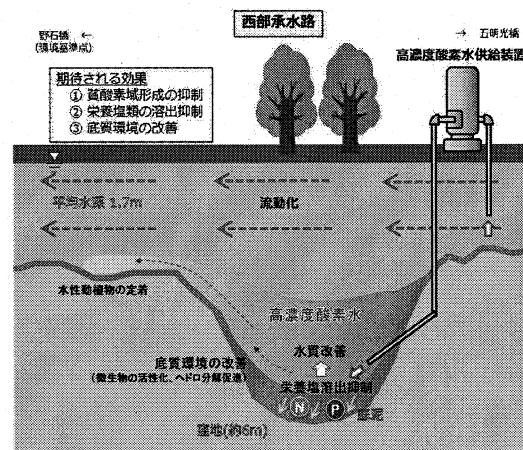 西部承水路
野石橋 ←
(環境基準点)
→ 五明光橋
高濃度酸素水供給装置
期待される効果
① 貧酸素域形成の抑制
② 栄養塩類の溶出抑制
③ 底質環境の改善
平均水深 1.7m
流動化
水性動植物の定着
高濃度酸素水
水質改善
底質環境の改善
(微生物の活性化、ヘドロ分解促進)
栄養塩溶出抑制
N P
底泥
窪地(約6m)